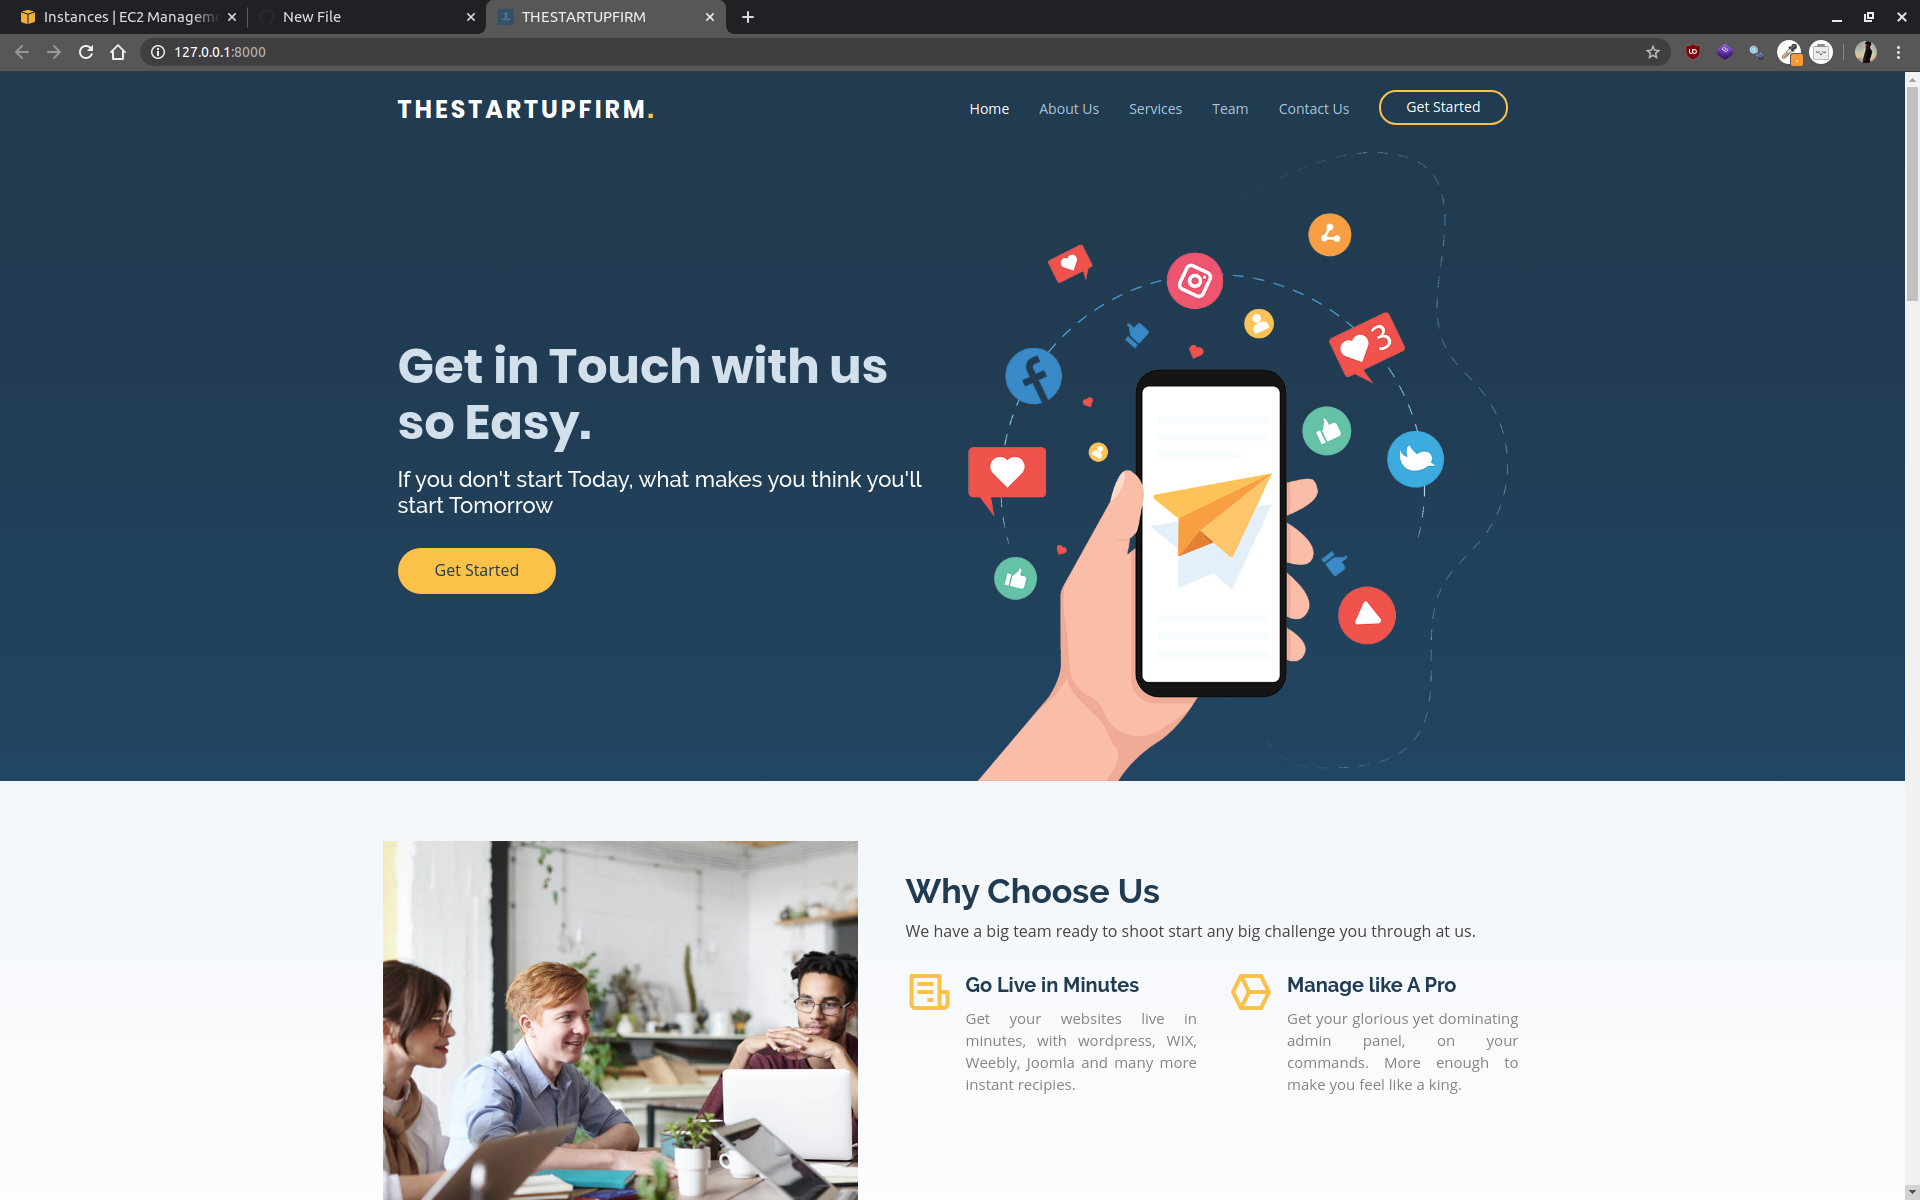 Instances | EC2 Managem
New File
THESTARTUPFIRM
127.0.0.1:8000
THESTARTUPFIRM.
Home
About Us
Services
Team
Contact Us
Get Started
3
Get in Touch with us
so Easy.
If you don't start Today, what makes you think you'll
start Tomorrow
Get Started
Why Choose Us
We have a big team ready to shoot start any big challenge you through at us.
Go Live in Minutes
Get your websites live in
minutes, with wordpress, WIX,
Weebly, Joomla and many more
instant recipies.
Manage like A Pro
Get your glorious yet dominating
admin panel, on your
commands. More enough to
make you feel like a king.